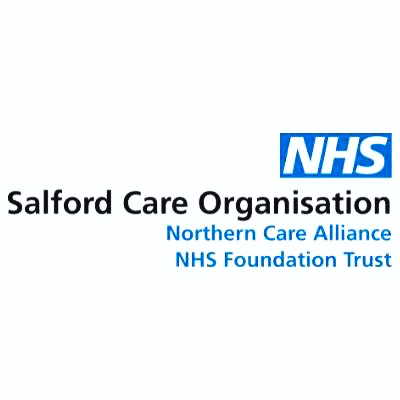 NHS
Salford Care Organisation
Northern Care Alliance
NHS Foundation Trust